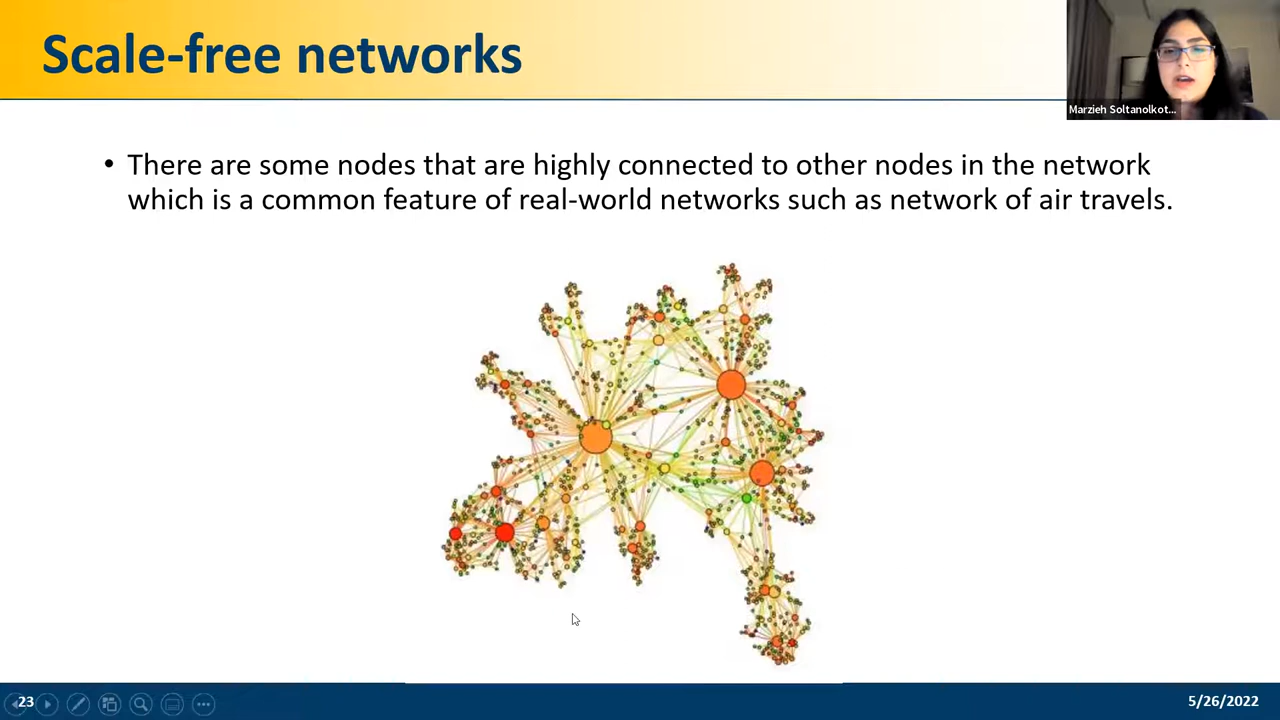 Scale-free networks
Marzieh Soltanolkot...
• There are some nodes that are highly connected to other nodes in the network
which is a common feature of real-world networks such as network of air travels.
23
5/26/2022